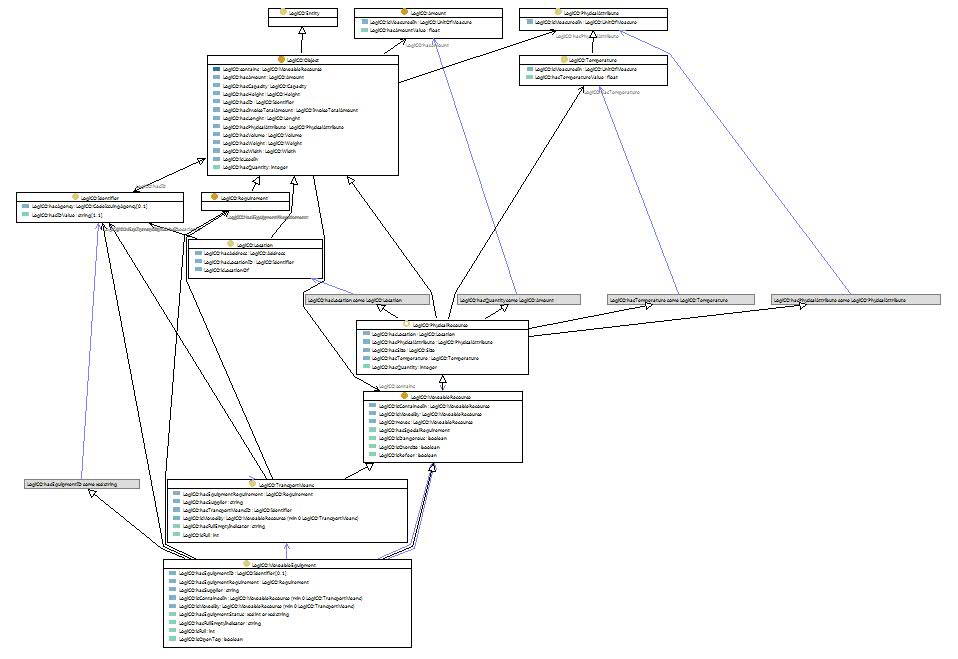 LogiCO:Entity
LogiCO:Amount
LogiCO:isMeasuredIn : LogiCO:UnitOfMeasure
LogiCO:hasAmountValue : float
LogiCO:PhysicalAttribute
LogiCO:isMeasuredIn : LogiCO:UnitOfMeasure
LogiCO:hasAmount
LogiCO:hasPhysicalAttribute
LogiCO:Object
LogiCO:contains : LogiCO:MoveableResource
LogiCO:hasAmount : LogiCO:Amount
LogiCO:hasCapacity : LogiCO:Capacity
LogiCO:hasHeight : LogiCO:Height
LogiCO:hasID : LogiCO:Identifier
LogiCO:hasInvoiceTotalAmount : LogiCO:InvoiceTotalAmount
LogiCO:hasLenght : LogiCO:Lenght
LogiCO:hasPhysicalAttribute : LogiCO:PhysicalAttribute
LogiCO:hasVolume : LogiCO:Volume
LogiCO:hasWeight : LogiCO:Weight
LogiCO:hasWidth : LogiCO:Width
LogiCO:hasQuantity : integer
LogiCO:Temperature
LogiCO:isMeasuredIn : LogiCO:UnitOfMeasure
LogiCO:hasTemperatureValue : float
LogiCO:hasTemperature
LogiCO:hasID
LogiCO:Identifier
LogiCO:hasAgency : LogiCO:CodeIssuingAgency[0..1]
LogiCO:hasIDValue : string[1..1]
LogiCO:Requirement
LogiCO:hasEquipmentRequirement
LogiCO:Location
LogiCO:hasAddress : LogiCO:Address
LogiCO:hasLocationID : LogiCO:Identifier
LogiCO:isLocationOf
LogiCO:hasLocation some LogiCO:Location
LogiCO:hasQuantity some LogiCO:Amount
LogiCO:hasTemperature some LogiCO:Temperature
LogiCO:hasPhysicalAttribute some LogiCO:PhysicalAttribute
LogiCO:PhysicalResource
LogiCO:hasLocation : LogiCO:Location
LogiCO:hasPhysicalAttribute : LogiCO:PhysicalAttribute
LogiCO:hasSize : LogiCO:Size
LogiCO:hasTemperature : LogiCO:Temperature
LogiCO:hasQuantity : integer
LogiCO:contains
LogiCO:MoveableResource
LogiCO:isContainedIn : LogiCO:MoveableResource
LogiCO:isMovedBy : LogiCO:MoveableResource
LogiCO:moves : LogiCO:MoveableResource
LogiCO:hasSpecialRequirement
LogiCO:isDangerous : boolean
LogiCO:isOversize : boolean
LogiCO:isReefer : boolean
LogiCO:hasEquipmentID some xsd:string
LogiCO:TransportMeans
LogiCO:hasEquipmentRequirement : LogiCO:Requirement
LogiCO:hasSupplier : string
LogiCO:hasTransportMeansID : LogiCO:Identifier
LogiCO:isMovedBy : LogiCO:MoveableResource (min 0 LogiCO:TransportMeans)
LogiCO:hasFullEmptyIndicator : string
LogiCO:isFull : int
LogiCO:MoveableEquipment
LogiCO:hasEquipmentID : LogiCO:Identifier[0..1]
LogiCO:hasEquipmentRequirement : LogiCO:Requirement
LogiCO:hasSupplier : string
LogiCO:isContainedIn : LogiCO:MoveableResource (min 0 LogiCO:TransportMeans)
LogiCO:isMovedBy : LogiCO:MoveableResource (min 0 LogiCO:TransportMeans)
LogiCO:hasEquipmentStatus : xsd:int or xsd:string
LogiCO:hasFullEmptyIndicator : string
LogiCO:isFull : int
LogiCO:isOpenTop : boolean